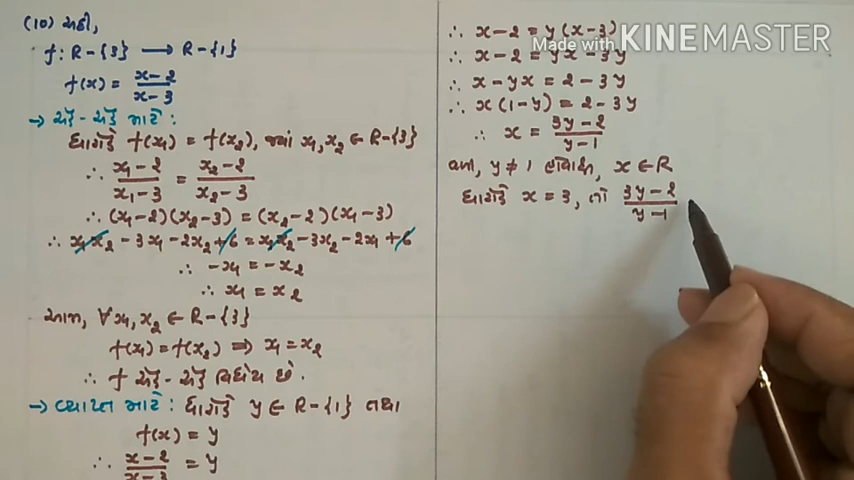 (10) અહીં,
f : R-{3} → R-{1}
f(x) = x-2/x-3
→ એક-એક માટે :
ધારોકે f(x₁) = f(x₂), જ્યાં x₁, x₂ ∈ R-{3}
∴ x₁-2/x₁-3 = x₂-2/x₂-3
∴ (x₁-2)(x₂-3) = (x₂-2)(x₁-3)
∴ x₁x₂ - 3x₁ - 2x₂ + 6 = x₁x₂ - 3x₂ - 2x₁ + 6
∴ -x₁ = -x₂
∴ x₁ = x₂
આમ, ∀ x₁, x₂ ∈ R-{3}
f(x₁) = f(x₂) ⇒ x₁ = x₂
∴ f એક-એક વિધેય છે.
→ વ્યાપ્ત માટે : ધારોકે y ∈ R-{1} તથા
f(x) = y
∴ x-2/x-3 = y
∴ x-2 = y(x-3)
∴ x-2 = yx-3y
∴ x-yx = 2-3y
∴ x(1-y) = 2-3y
∴ x = 3y-2/y-1
y ≠ 1 હોવાથી, x ∈ R
ધારોકે x = 3, તો 3y-2/y-1
Made with KINEMASTER